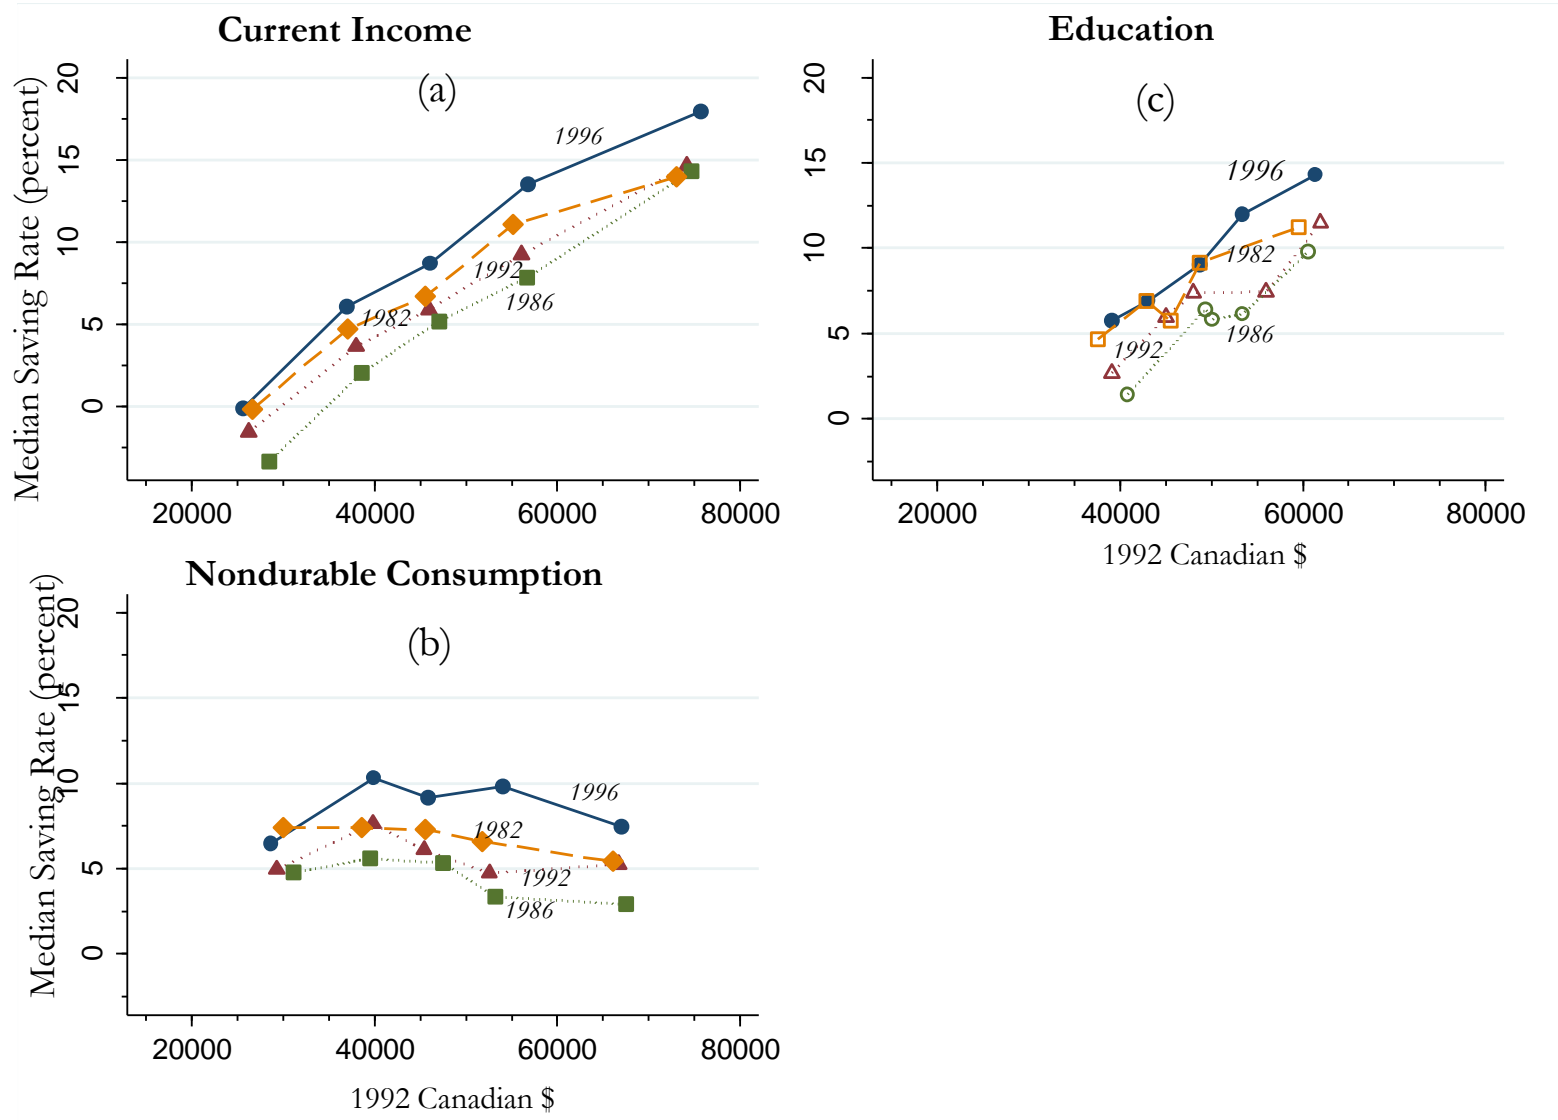 Current Income
(a)
Median Saving Rate (percent)
20
15
10
5
0
1996
1992
1982
1986
20000 40000 60000 80000
Education
(c)
20
15
10
5
0
1996
1982
1992
1986
20000 40000 60000 80000
1992 Canadian $
Nondurable Consumption
(b)
Median Saving Rate (percent)
20
15
10
5
0
1996
1982
1992
1986
20000 40000 60000 80000
1992 Canadian $